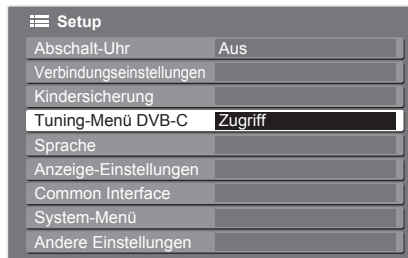 Setup
Abschalt-Uhr Aus
Verbindungseinstellungen
Kindersicherung
Tuning-Menü DVB-C Zugriff
Sprache
Anzeige-Einstellungen
Common Interface
System-Menü
Andere Einstellungen